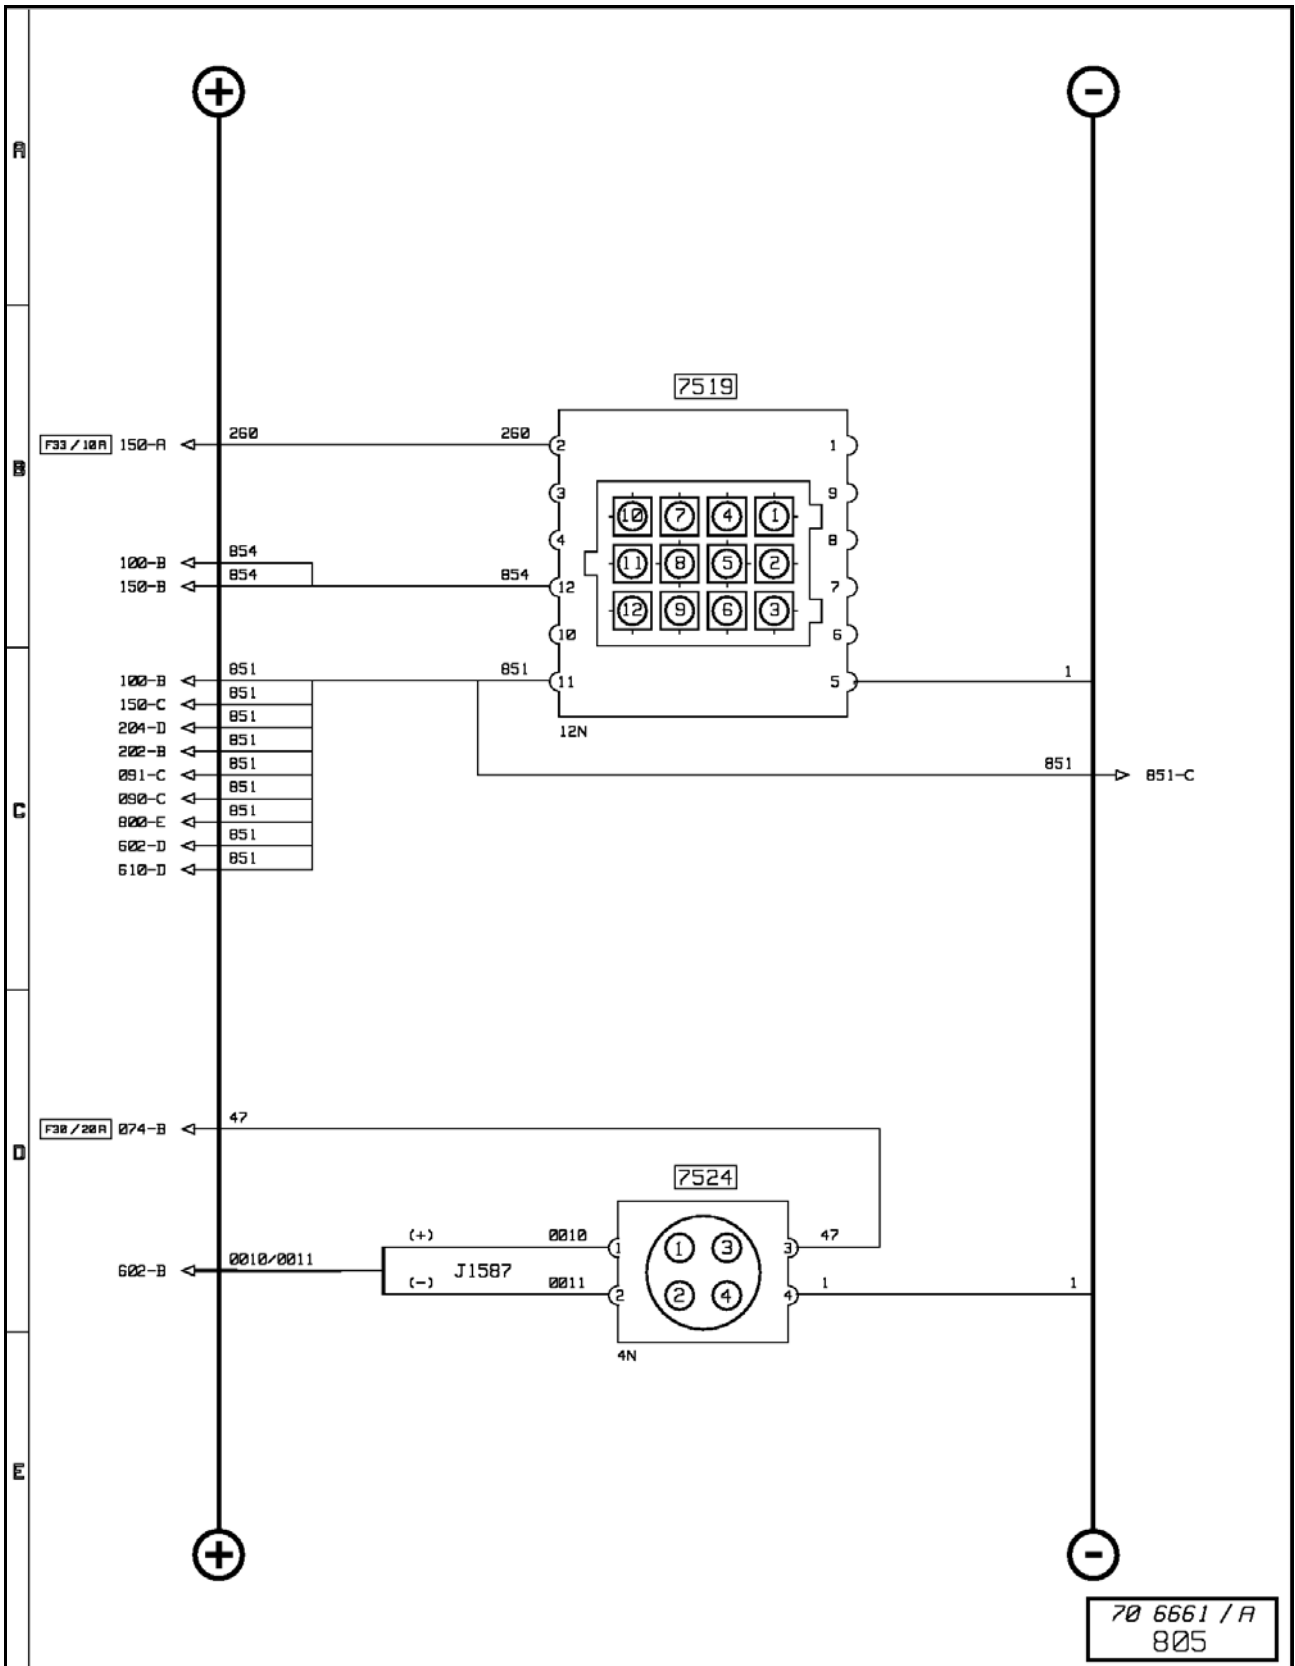 + -
A
7519
F33/10A 150-A 260 260 2 1
B
3 9
10 7 4 1
4 8
100-B 854
11 8 5 2
150-B 854 854 12 7
12 9 6 3
10 6
100-B 851 851 11 5 1
150-C 851
204-D 851
12N
202-B 851
091-C 851 851 851-C
090-C 851
C
800-E 851
602-D 851
610-D 851
F30/20A 074-B 47
D
7524
(+) 0010 1 1 3 3 47
602-B 0010/0011 J1587
(-) 0011 2 2 4 4 1 1
4N
E
+ -
70 6661 / A
805